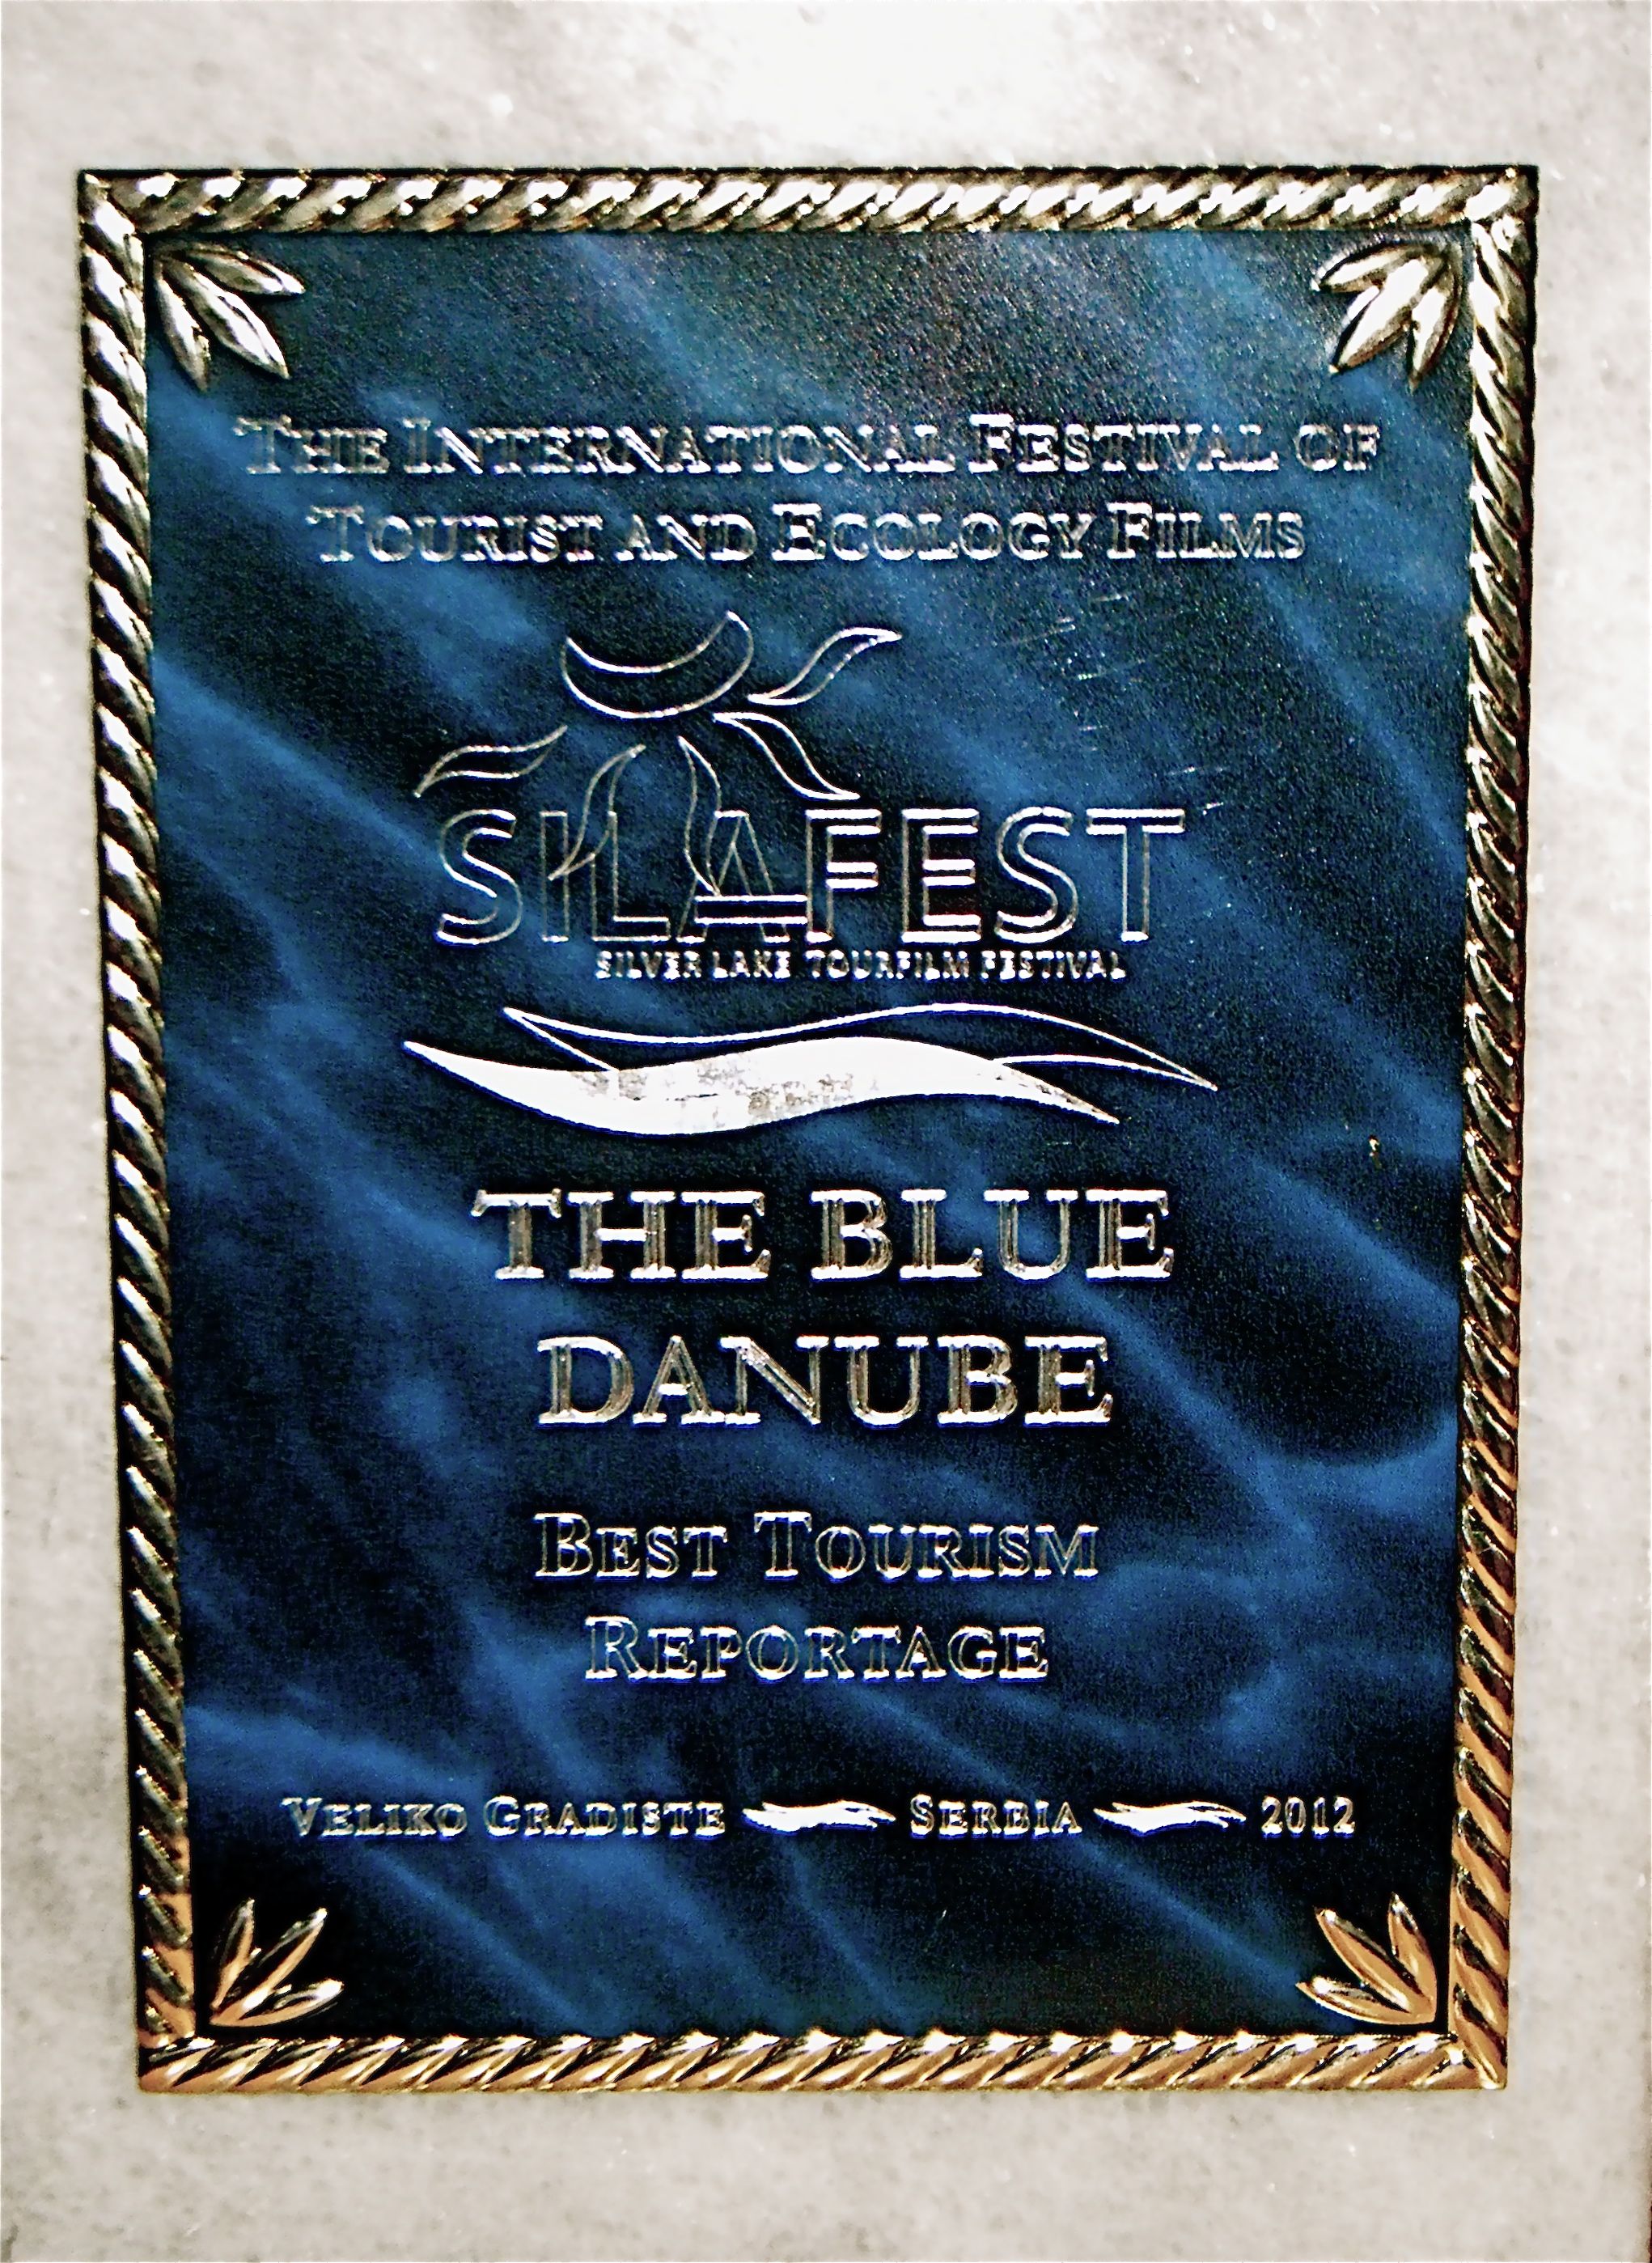 THE INTERNATIONAL FESTIVAL OF
TOURIST AND ECOLOGY FILMS
SILAFEST
SILVER LAKE TOURFILM FESTIVAL
THE BLUE
DANUBE
BEST TOURISM
REPORTAGE
VELIKO GRADISTE SERBIA 2012